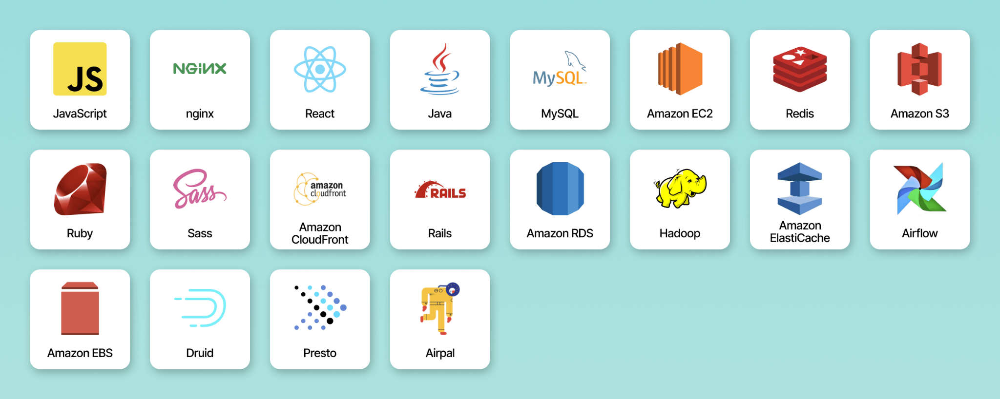 JS
JavaScript
NGINX
nginx
React
Java
MySQL™
MySQL
Amazon EC2
Redis
Amazon S3
Ruby
Sass
Sass
amazon
cloudfront
Amazon
CloudFront
RAILS
Rails
Amazon RDS
Hadoop
Amazon
ElastiCache
Airflow
Amazon EBS
Druid
Presto
Airpal